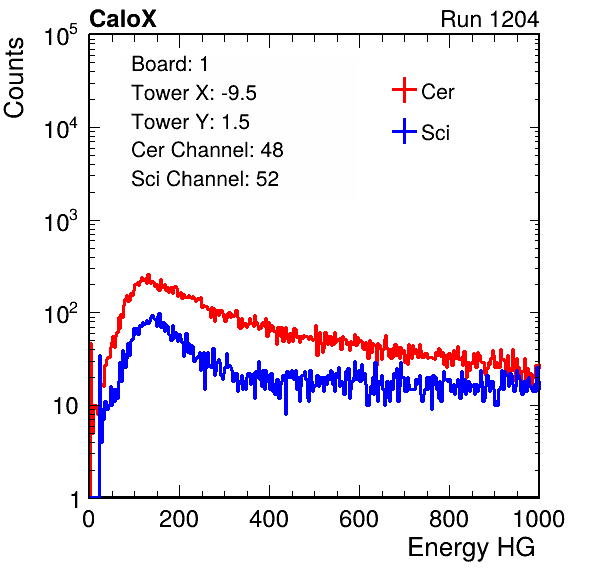 CaloX Run 1204
Counts
10^5
10^4
10^3
10^2
10
1
Board: 1
Tower X: -9.5
Tower Y: 1.5
Cer Channel: 48
Sci Channel: 52
Cer
Sci
0 200 400 600 800 1000
Energy HG